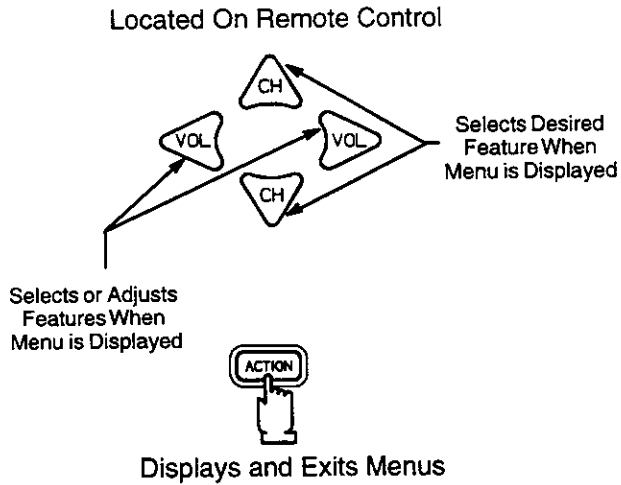 Located On Remote Control
CH
VOL
VOL
CH
Selects Desired
Feature When
Menu is Displayed
Selects or Adjusts
Features When
Menu is Displayed
ACTION
Displays and Exits Menus